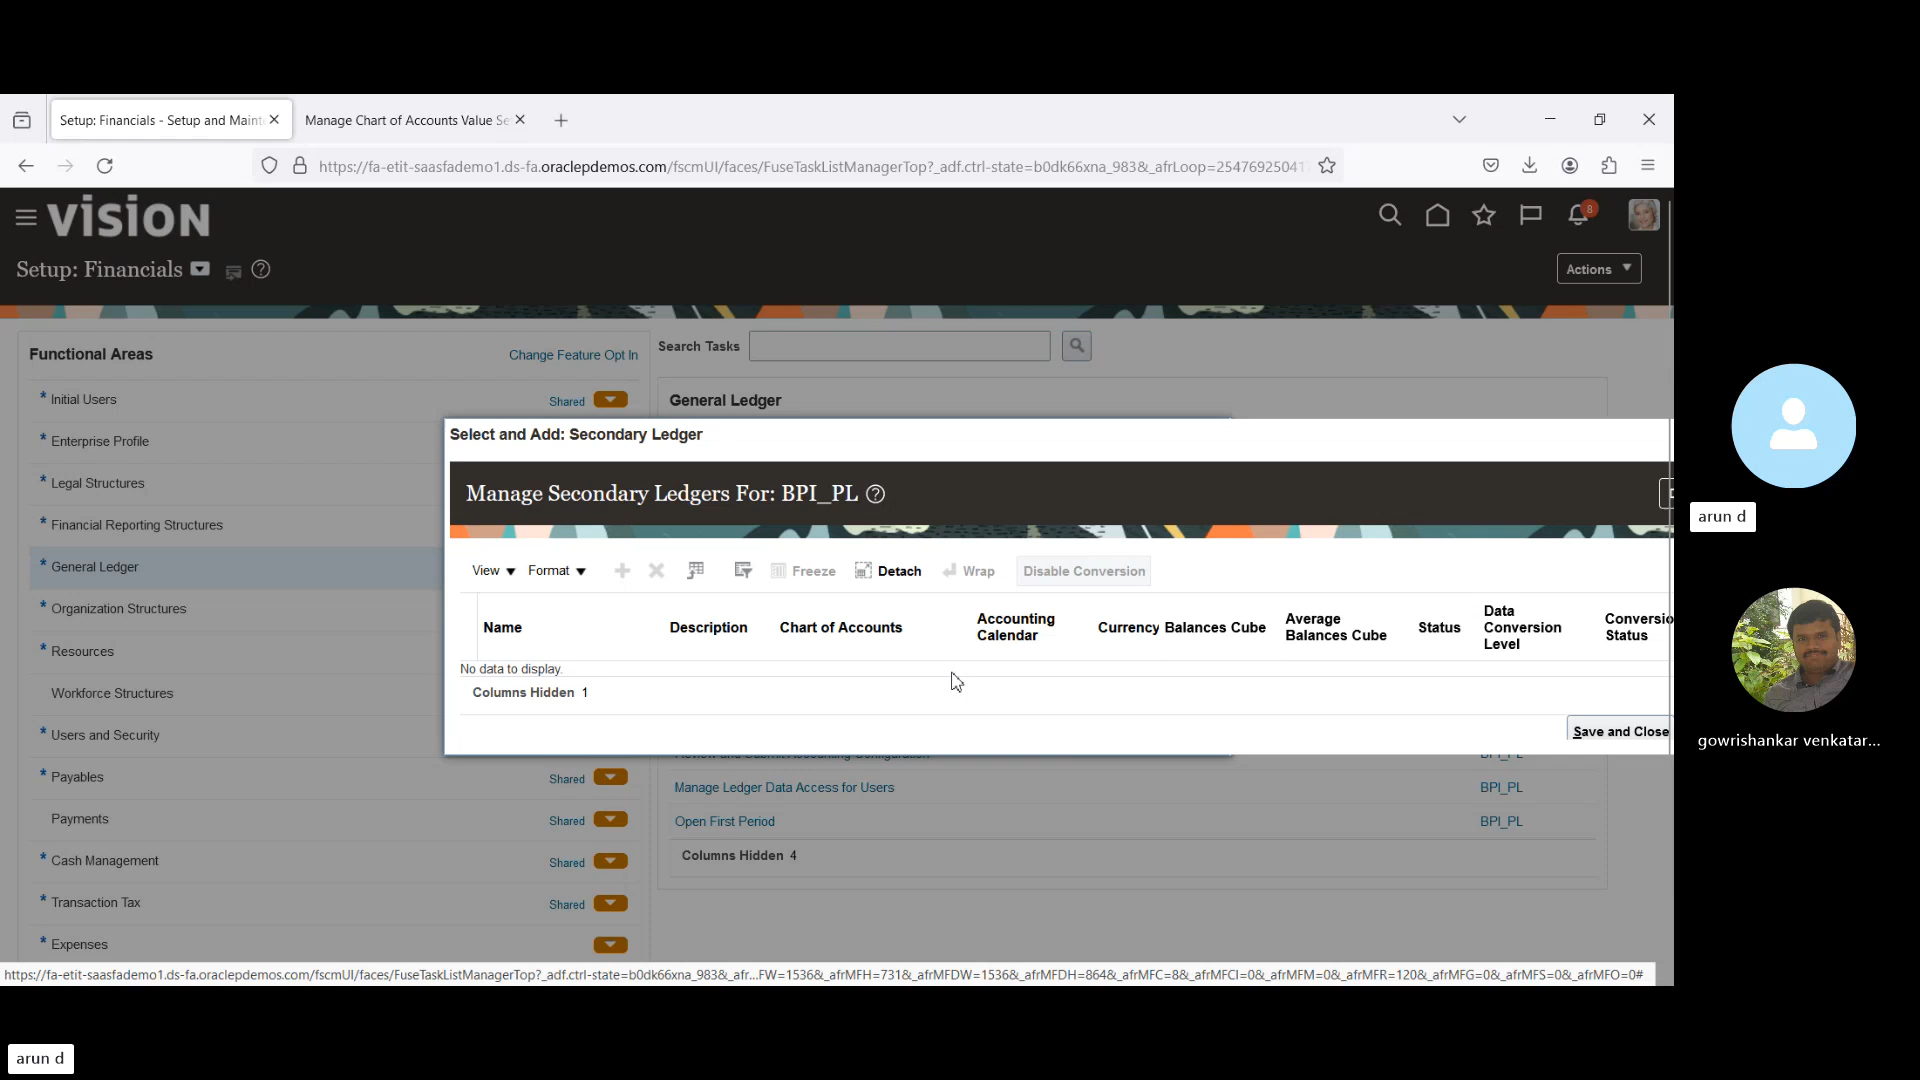 Setup: Financials - Setup and Maint
Manage Chart of Accounts Value Se
https://fa-etit-saasfademo1.ds-fa.oraclepdemos.com/fscmUI/faces/FuseTaskListManagerTop?_adf.ctrl-state=b0dk66xna_983&_afrLoop=2547692504
VISION
8
Setup: Financials
Actions
Functional Areas
Change Feature Opt In
Search Tasks
Initial Users
Shared
General Ledger
Enterprise Profile
Select and Add: Secondary Ledger
Legal Structures
Manage Secondary Ledgers For: BPI_PL
Financial Reporting Structures
General Ledger
View
Format
Freeze
Detach
Wrap
Disable Conversion
Organization Structures
Name
Description
Chart of Accounts
Accounting Calendar
Currency
Balances Cube
Average Balances Cube
Status
Data Conversion Level
Conversio
Status
Resources
No data to display.
Workforce Structures
Columns Hidden 1
Users and Security
Save and Close
Payables
Shared
BPI_PL
Manage Ledger Data Access for Users
BPI_PL
Payments
Shared
Open First Period
BPI_PL
Cash Management
Shared
Columns Hidden 4
Transaction Tax
Shared
Expenses
https://fa-etit-saasfademo1.ds-fa.oraclepdemos.com/fscmUI/faces/FuseTaskListManagerTop?_adf.ctrl-state=b0dk66xna_983&_afr...FW=1536&_afrMFH=731&_afrMFDW=1536&_afrMFDH=864&_afrMFC=8&_afrMFCI=0&_afrMFM=0&_afrMFR=120&_afrMFG=0&_afrMFS=0&_afrMFO=0#
arun d
gowrishankar venkatar...
arun d